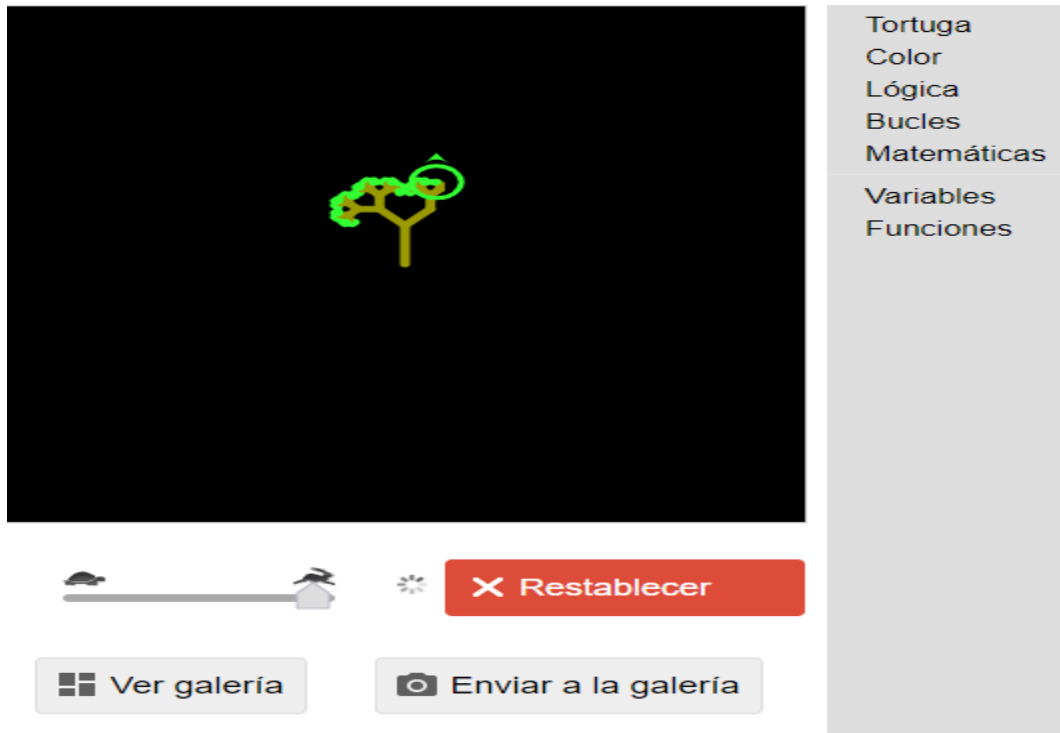 Tortuga
Color
Lógica
Bucles
Matemáticas
Variables
Funciones
Restablecer
Ver galería
Enviar a la galería